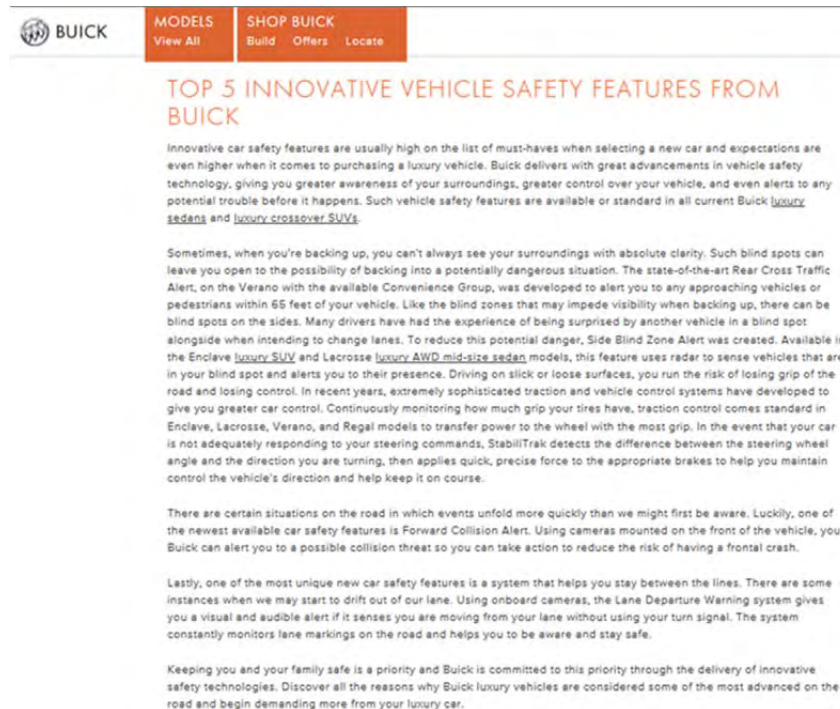 BUICK
MODELS
View All
SHOP BUICK
Build Offers Locate
TOP 5 INNOVATIVE VEHICLE SAFETY FEATURES FROM
BUICK
Innovative car safety features are usually high on the list of must-haves when selecting a new car and expectations are
even higher when it comes to purchasing a luxury vehicle. Buick delivers with great advancements in vehicle safety
technology, giving you greater awareness of your surroundings, greater control over your vehicle, and even alerts to any
potential trouble before it happens. Such vehicle safety features are available or standard in all current Buick luxury
sedans and luxury crossover SUVs.
Sometimes, when you're backing up, you can't always see your surroundings with absolute clarity. Such blind spots can
leave you open to the possibility of backing into a potentially dangerous situation. The state-of-the-art Rear Cross Traffic
Alert, on the Verano with the available Convenience Group, was developed to alert you to any approaching vehicles or
pedestrians within 65 feet of your vehicle. Like the blind zones that may impede visibility when backing up, there can be
blind spots on the sides. Many drivers have had the experience of being surprised by another vehicle in a blind spot
alongside when intending to change lanes. To reduce this potential danger, Side Blind Zone Alert was created. Available i
the Enclave luxury SUV and Lacrosse luxury AWD mid-size sedan models, this feature uses radar to sense vehicles that are
in your blind spot and alerts you to their presence. Driving on slick or loose surfaces, you run the risk of losing grip of the
road and losing control. In recent years, extremely sophisticated traction and vehicle control systems have developed to
give you greater car control. Continuously monitoring how much grip your tires have, traction control comes standard in
Enclave, Lacrosse, Verano, and Regal models to transfer power to the wheel with the most grip. In the event that your car
is not adequately responding to your steering commands, StabiliTrak detects the difference between the steering wheel
angle and the direction you are turning, then applies quick, precise force to the appropriate brakes to help you maintain
control the vehicle's direction and help keep it on course.
There are certain situations on the road in which events unfold more quickly than we might first be aware. Luckily, one of
the newest available car safety features is Forward Collision Alert. Using cameras mounted on the front of the vehicle, you
Buick can alert you to a possible collision threat so you can take action to reduce the risk of having a frontal crash.
Lastly, one of the most unique new car safety features is a system that helps you stay between the lines. There are some
instances when we may start to drift out of our lane. Using onboard cameras, the Lane Departure Warning system gives
you a visual and audible alert if it senses you are moving from your lane without using your turn signal. The system
constantly monitors lane markings on the road and helps you to be aware and stay safe.
Keeping you and your family safe is a priority and Buick is committed to this priority through the delivery of innovative
safety technologies. Discover all the reasons why Buick luxury vehicles are considered some of the most advanced on the
road and begin demanding more from your luxury car.